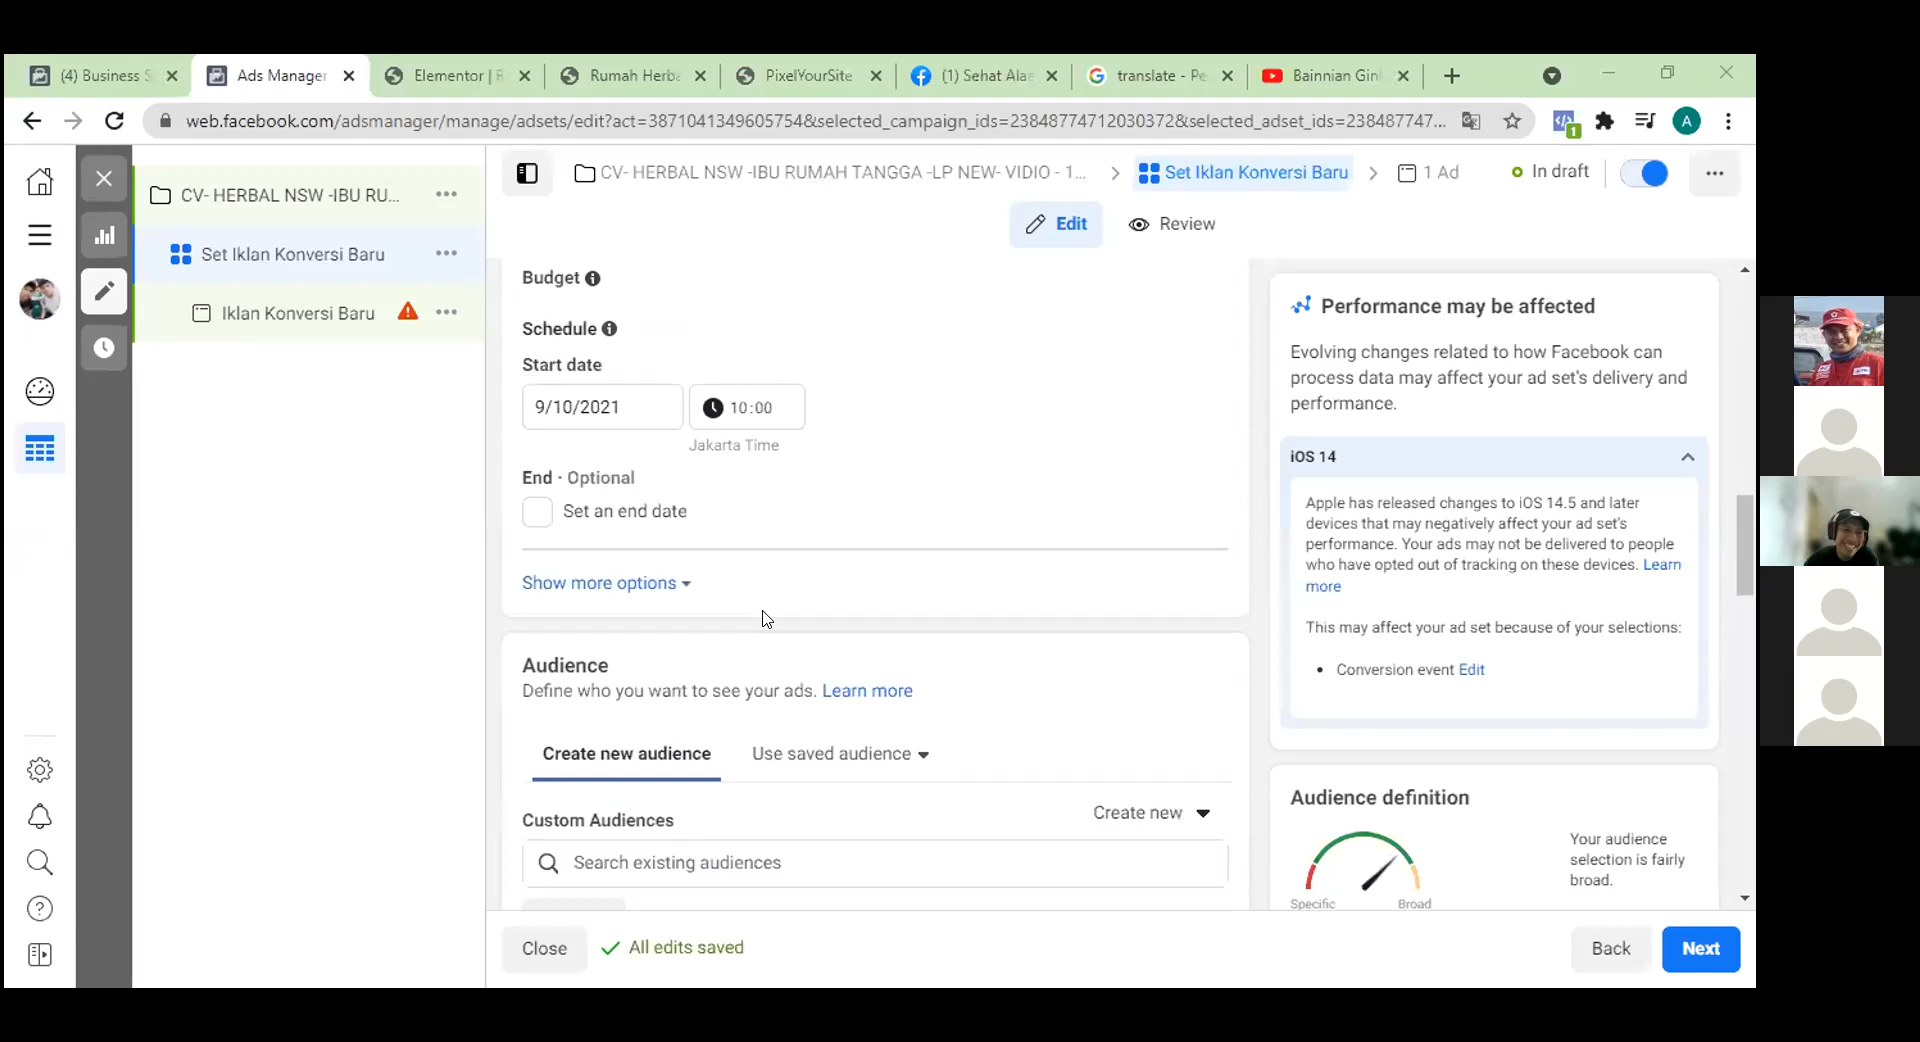 (4) Business S
Ads Manager
Elementor | R
Rumah Herba
PixelYourSite
(1) Sehat Ala
translate - Pe
Bainnian Gin
web.facebook.com/adsmanager/manage/adsets/edit?act=3871041349605754&selected_campaign_ids=23848774712030372&selected_adset_ids=238487747...
1
A
CV- HERBAL NSW -IBU RU...
Set Iklan Konversi Baru
Iklan Konversi Baru
CV- HERBAL NSW -IBU RUMAH TANGGA -LP NEW- VIDIO - 1...
Set Iklan Konversi Baru
1 Ad
In draft
Edit
Review
Budget
Schedule
Start date
9/10/2021
10:00
Jakarta Time
End · Optional
Set an end date
Show more options
Audience
Define who you want to see your ads. Learn more
Create new audience
Use saved audience
Custom Audiences
Create new
Search existing audiences
Performance may be affected
Evolving changes related to how Facebook can
process data may affect your ad set's delivery and
performance.
iOS 14
Apple has released changes to iOS 14.5 and later
devices that may negatively affect your ad set's
performance. Your ads may not be delivered to people
who have opted out of tracking on these devices. Learn
more
This may affect your ad set because of your selections:
• Conversion event Edit
Audience definition
Your audience
selection is fairly
broad.
Specific
Broad
Close
All edits saved
Back
Next